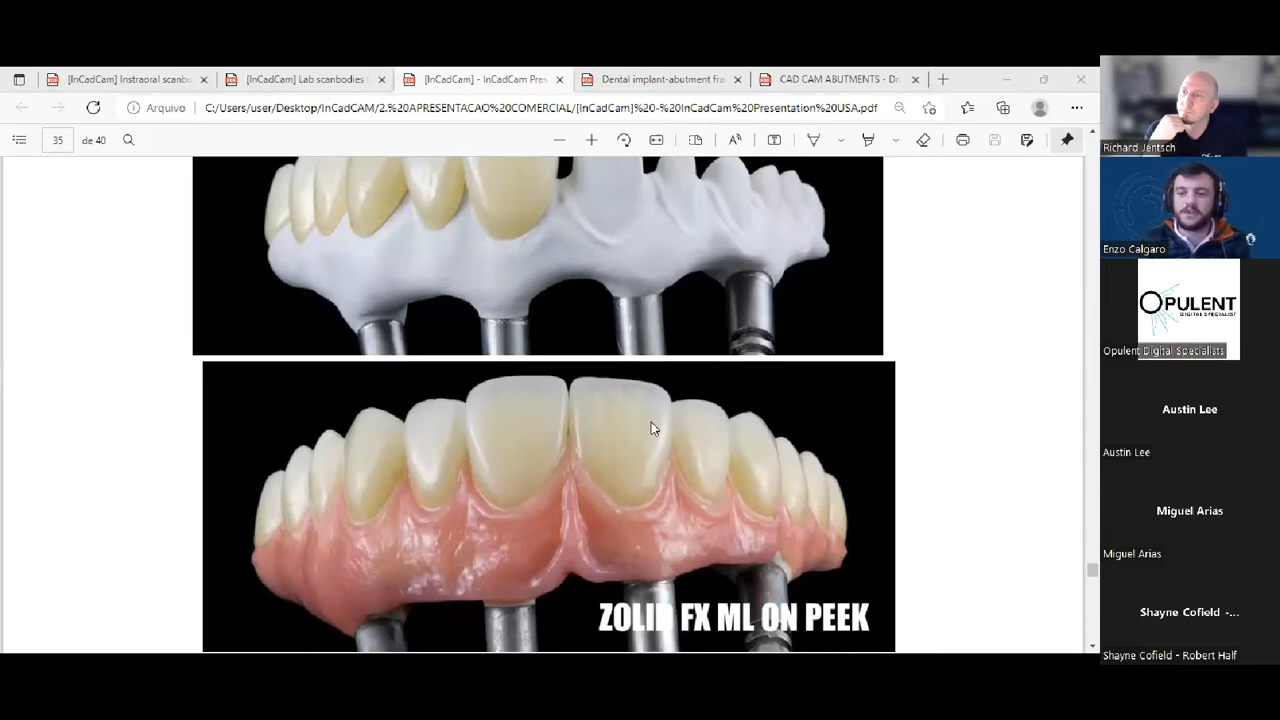 [InCadCam] Instraoral scanbo
[InCadCam] Lab scanbodies I
[InCadCam] - InCadCam Pres
Dental implant-abutment fra
CAD CAM ABUTMENTS - Dr.
Arquivo
C:/Users/user/Desktop/InCadCAM/2.%20APRESENTACAO%20COMERCIAL/[InCadCam]%20-%20InCadCam%20Presentation%20USA.pdf
35 de 40
ZOLID FX ML ON PEEK
Richard Jentsch
Enzo Calgaro
OPULENT
DIGITAL SPECIALIST
Opulent Digital Specialists
Austin Lee
Austin Lee
Miguel Arias
Miguel Arias
Shayne Cofield -...
Shayne Cofield - Robert Half